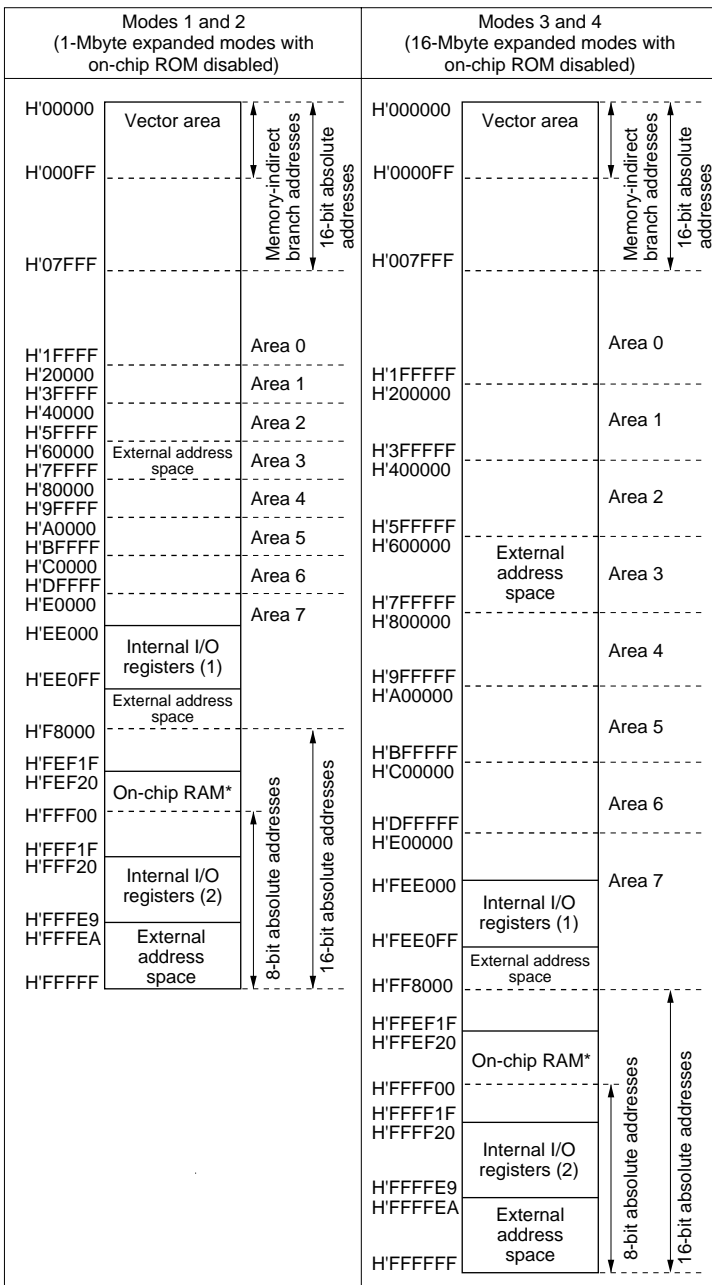 Modes 1 and 2
(1-Mbyte expanded modes with
on-chip ROM disabled)
H'00000
Vector area
H'000FF
H'07FFF
Memory-indirect
branch addresses
16-bit absolute
addresses
Area 0
H'1FFFF
H'20000
Area 1
H'3FFFF
H'40000
Area 2
H'5FFFF
H'60000
External address
space
Area 3
H'7FFFF
H'80000
Area 4
H'9FFFF
H'A0000
Area 5
H'BFFFF
H'C0000
Area 6
H'DFFFF
H'E0000
Area 7
H'EE000
Internal I/O
registers (1)
H'EE0FF
External address
space
H'F8000
H'FEF1F
H'FEF20
On-chip RAM*
H'FFF00
H'FFF1F
H'FFF20
Internal I/O
registers (2)
H'FFFE9
H'FFFEA
External
address
space
H'FFFFF
8-bit absolute addresses
16-bit absolute addresses
Modes 3 and 4
(16-Mbyte expanded modes with
on-chip ROM disabled)
H'000000
Vector area
H'0000FF
H'007FFF
Memory-indirect
branch addresses
16-bit absolute
addresses
Area 0
H'1FFFFF
H'200000
Area 1
H'3FFFFF
H'400000
Area 2
H'5FFFFF
H'600000
External
address
space
Area 3
H'7FFFFF
H'800000
Area 4
H'9FFFFF
H'A00000
Area 5
H'BFFFFF
H'C00000
Area 6
H'DFFFFF
H'E00000
Area 7
H'FEE000
Internal I/O
registers (1)
H'FEE0FF
External address
space
H'FF8000
H'FFEF1F
H'FFEF20
On-chip RAM*
H'FFFF00
H'FFFF1F
H'FFFF20
Internal I/O
registers (2)
H'FFFFE9
H'FFFFEA
External
address
space
H'FFFFFF
8-bit absolute addresses
16-bit absolute addresses